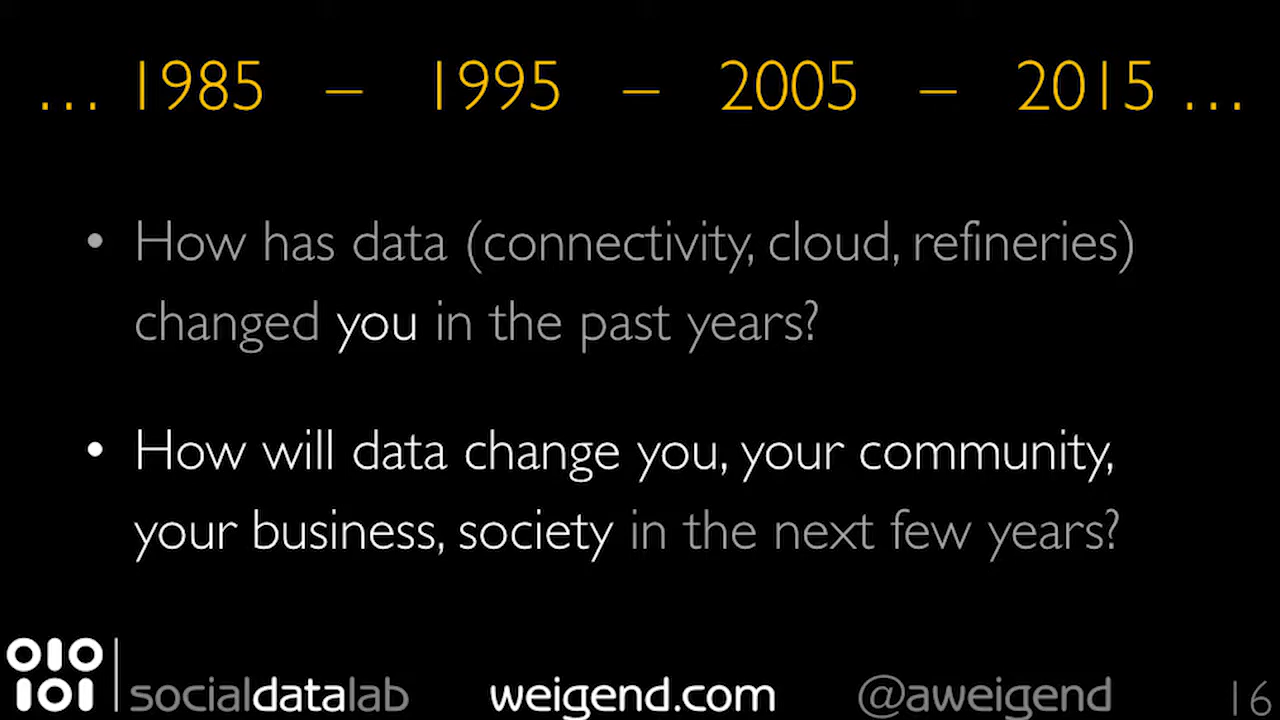 ... 1985 – 1995 – 2005 – 2015 ...
• How has data (connectivity, cloud, refineries)
changed you in the past years?
• How will data change you, your community,
your business, society in the next few years?
010
101
socialdatalab weigend.com @aweigend 16